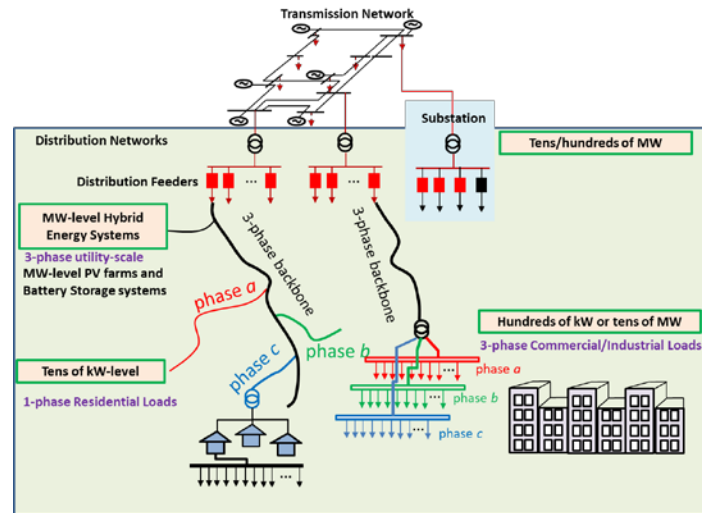 Transmission Network
Substation
Distribution Networks
Tens/hundreds of MW
Distribution Feeders
...
...
MW-level Hybrid
Energy Systems
3-phase utility-scale
MW-level PV farms and
Battery Storage systems
3-phase backbone
3-phase backbone
phase a
phase b
phase c
Tens of kW-level
1-phase Residential Loads
...
Hundreds of kW or tens of MW
3-phase Commercial/Industrial Loads
...
phase a
...
phase b
...
phase c